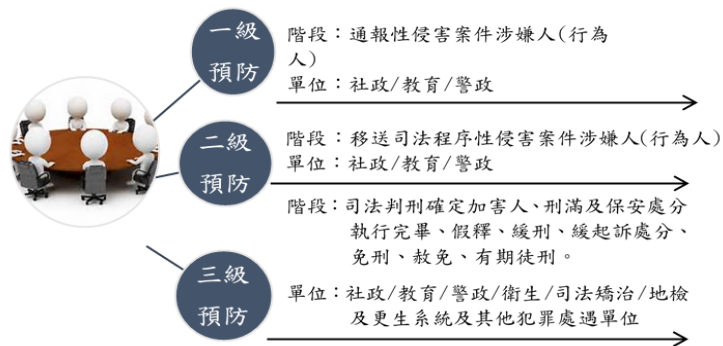 一級
預防
階段：通報性侵害案件涉嫌人(行為
人)
單位：社政/教育/警政
二級
預防
階段：移送司法程序性侵害案件涉嫌人(行為人)
單位：社政/教育/警政
三級
預防
階段：司法判刑確定加害人、刑滿及保安處分
執行完畢、假釋、緩刑、緩起訴處分、
免刑、赦免、有期徒刑。
單位：社政/教育/警政/衛生/司法矯治/地檢
及更生系統及其他犯罪處遇單位